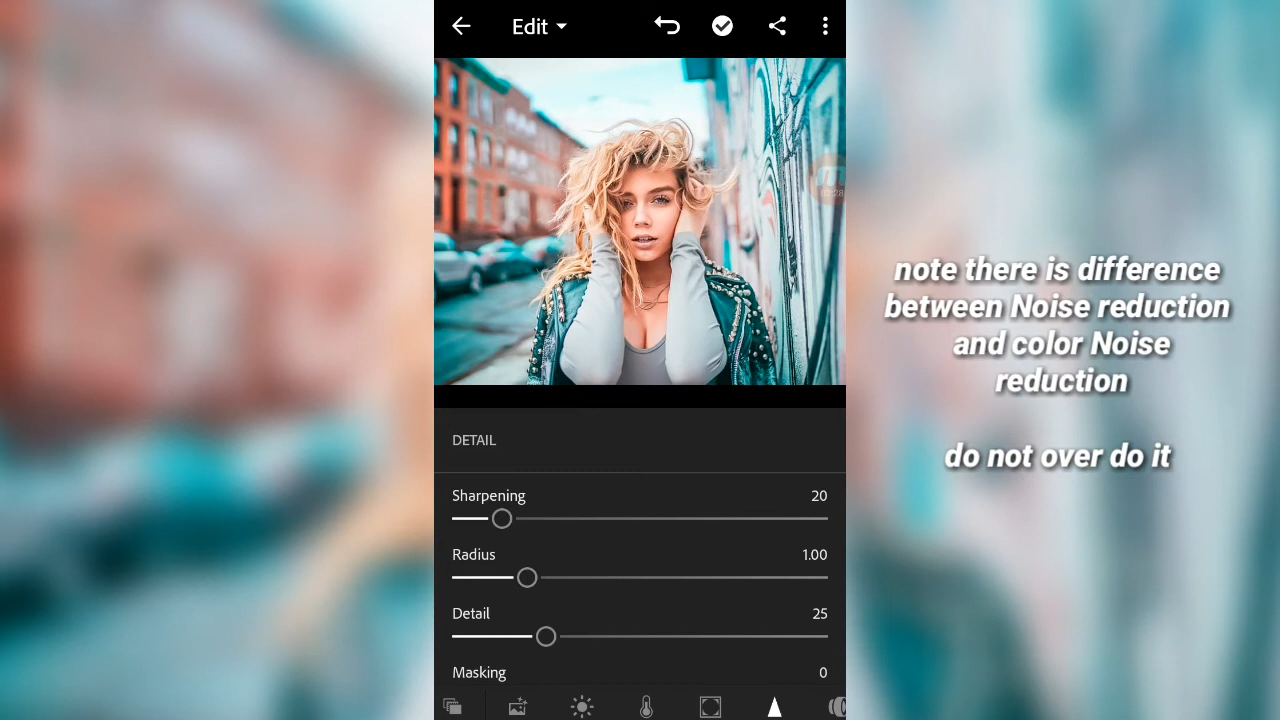 Edit
DETAIL
Sharpening 20
Radius 1.00
Detail 25
Masking 0
note there is difference
between Noise reduction
and color Noise
reduction
do not over do it